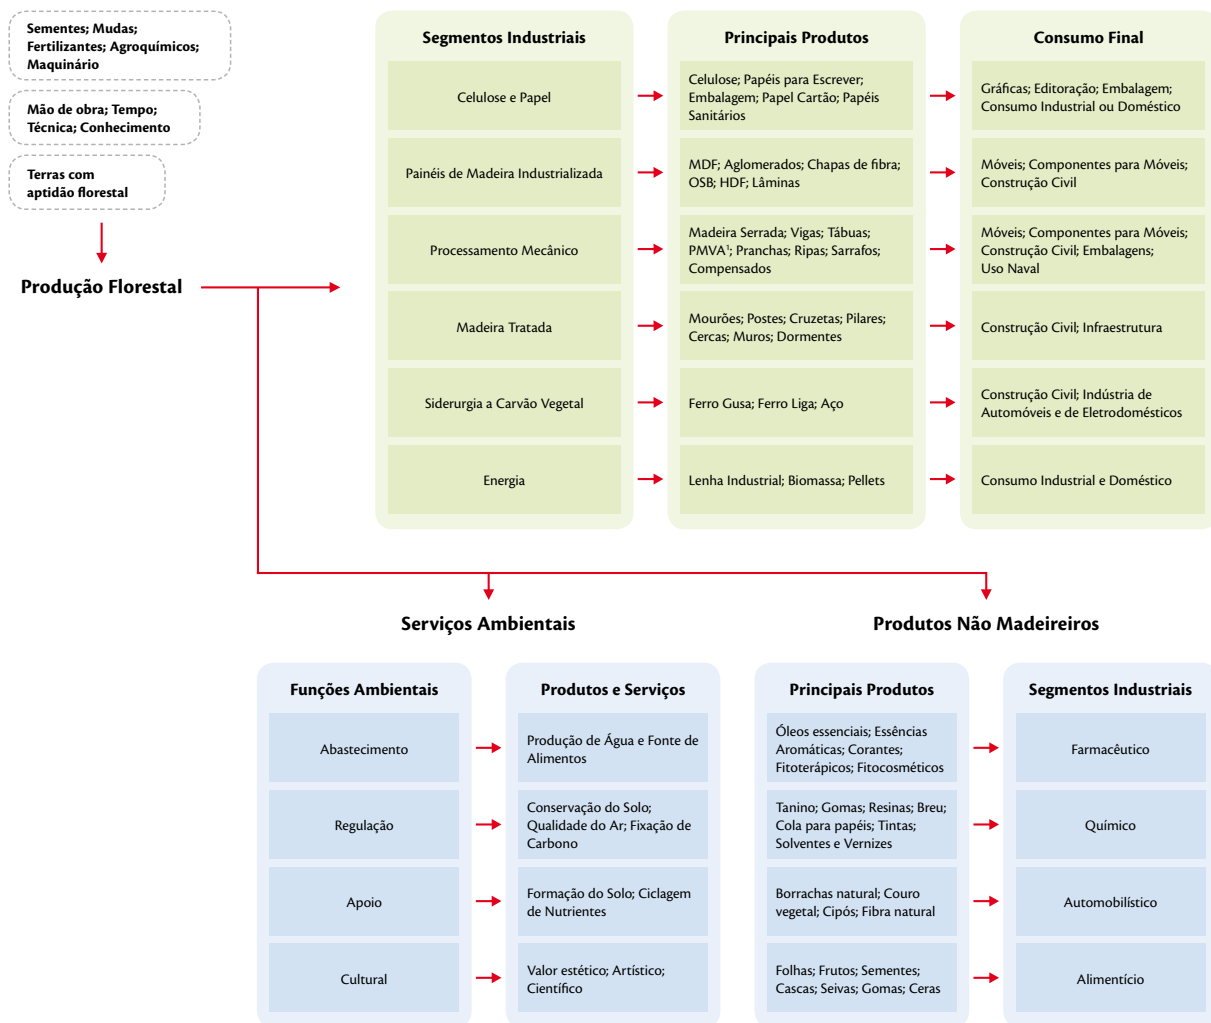 Sementes; Mudas;
Fertilizantes; Agroquímicos;
Maquinário
Mão de obra; Tempo;
Técnica; Conhecimento
Terras com
aptidão florestal
Produção Florestal
Segmentos Industriais
Principais Produtos
Consumo Final
Celulose e Papel
Celulose; Papéis para Escrever;
Embalagem; Papel Cartão; Papéis
Sanitários
Gráficas; Editoração; Embalagem;
Consumo Industrial ou Doméstico
Painéis de Madeira Industrializada
MDF; Aglomerados; Chapas de fibra;
OSB; HDF; Lâminas
Móveis; Componentes para Móveis;
Construção Civil
Processamento Mecânico
Madeira Serrada; Vigas; Tábuas;
PMVA¹; Pranchas; Ripas; Sarrafos;
Compensados
Móveis; Componentes para Móveis;
Construção Civil; Embalagens;
Uso Naval
Madeira Tratada
Mourões; Postes; Cruzetas; Pilares;
Cercas; Muros; Dormentes
Construção Civil; Infraestrutura
Siderurgia a Carvão Vegetal
Ferro Gusa; Ferro Liga; Aço
Construção Civil; Indústria de
Automóveis e de Eletrodomésticos
Energia
Lenha Industrial; Biomassa; Pellets
Consumo Industrial e Doméstico
Serviços Ambientais
Funções Ambientais
Produtos e Serviços
Abastecimento
Produção de Água e Fonte de
Alimentos
Regulação
Conservação do Solo;
Qualidade do Ar; Fixação de
Carbono
Apoio
Formação do Solo; Ciclagem
de Nutrientes
Cultural
Valor estético; Artístico;
Científico
Produtos Não Madeireiros
Principais Produtos
Segmentos Industriais
Óleos essenciais; Essências
Aromáticas; Corantes;
Fitoterápicos; Fitocosméticos
Farmacêutico
Tanino; Gomas; Resinas; Breu;
Cola para papéis; Tintas;
Solventes e Vernizes
Químico
Borrachas natural; Couro
vegetal; Cipós; Fibra natural
Automobilístico
Folhas; Frutos; Sementes;
Cascas; Seivas; Gomas; Ceras
Alimentício